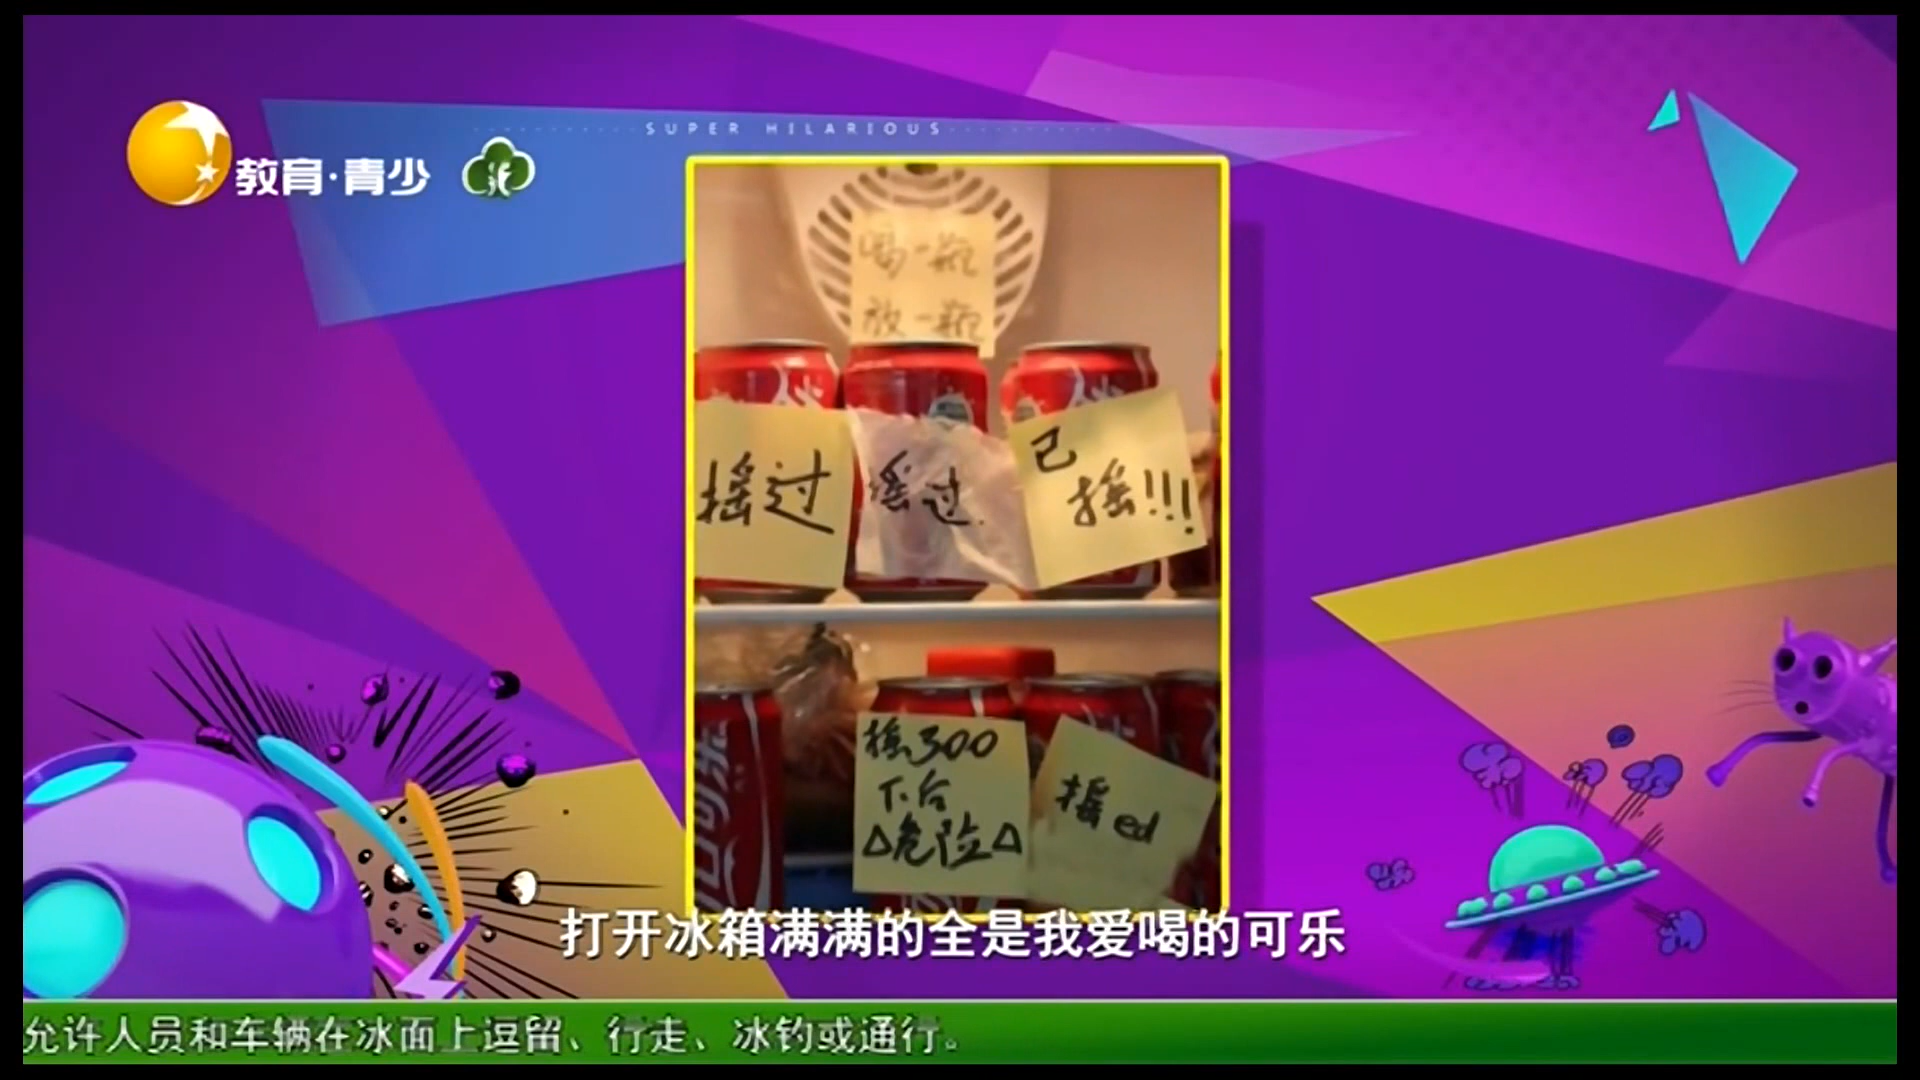 SUPER HILARIOUS
教育·青少
喝一瓶
放一瓶
摇过
摇过.
已
摇!!!
摇300
下后
△危险△
摇ed
可乐
打开冰箱满满的全是我爱喝的可乐
允许人员和车辆在冰面上逗留、行走、冰钓或通行。